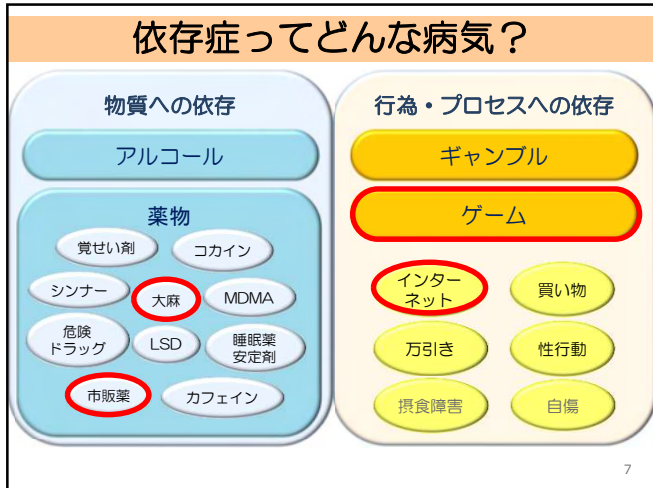 依存症ってどんな病気？
物質への依存
アルコール
薬物
覚せい剤
コカイン
シンナー
大麻
MDMA
危険
ドラッグ
LSD
睡眠薬
安定剤
市販薬
カフェイン
行為・プロセスへの依存
ギャンブル
ゲーム
インター
ネット
買い物
万引き
性行動
摂食障害
自傷
7